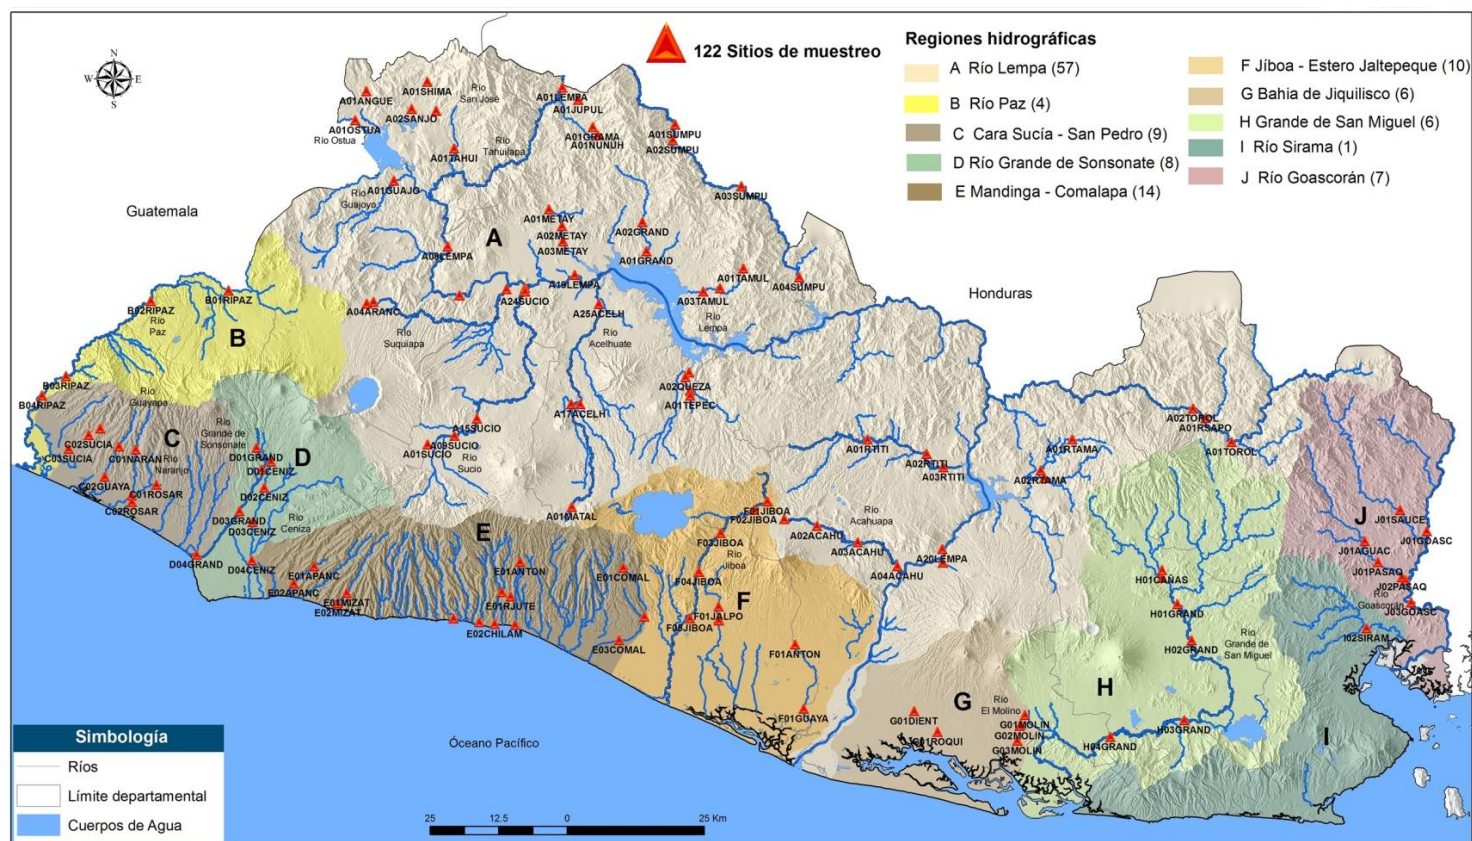 122 Sitios de muestreo
Regiones hidrográficas
A Río Lempa (57)
B Río Paz (4)
C Cara Sucía - San Pedro (9)
D Río Grande de Sonsonate (8)
E Mandinga - Comalapa (14)
F Jíboa - Estero Jaltepeque (10)
G Bahia de Jiquilisco (6)
H Grande de San Miguel (6)
I Río Sirama (1)
J Río Goascorán (7)
N
W
E
S
Guatemala
Honduras
Óceano Pacífico
A01ANGUE
A01SHIMA
Río
San José
A02SANJO
A01OSTUA
Río Ostua
A01TAHUI
Río
Tahuilapa
A01LEMPA
A01JUPUL
A01GRAMA
A01NUNUH
A01SUMPU
A02SUMPU
A03SUMPU
A04SUMPU
A01GUAJO
Río
Guajoyo
A
A08LEMPA
A01METAY
A02METAY
A03METAY
A02GRAND
A01GRAND
A19LEMPA
A24SUCIO
A25ACELH
A01TAMUL
A03TAMUL
Río
Lempa
A04ARANC
Río
Suquiapa
Río
Acelhuate
B01RIPAZ
B02RIPAZ
Río
Paz
B
B03RIPAZ
B04RIPAZ
Río
Guayapa
A02QUEZA
A01TEPEC
A17ACELH
A15SUCIO
A09SUCIO
A01SUCIO
Río
Sucio
C02SUCIA
C03SUCIA
C
C01NARAN
Río
Naranjo
C02GUAYA
C01ROSAR
C02ROSAR
Río
Grande de
Sonsonate
D01GRAND
D
D01CENIZ
D02CENIZ
D03GRAND
D03CENIZ
Río
Ceniza
D04GRAND
D04CENIZ
A01RTITI
A02RTITI
A03RTITI
A01RTAMA
A02RTAMA
A02TOROL
A01RSAPO
A01TOROL
A01MATAL
E
E01APANC
E02APANC
E01MIZAT
E02MIZAT
E01ANTON
E01RJUTE
E02CHILAM
E01COMAL
E03COMAL
F01JIBOA
F02JIBOA
F03JIBOA
Río
Jiboa
F04JIBOA
F
F01JALPO
F05JIBOA
F01ANTON
F01GUAYA
Río
Acahuapa
A02ACAHU
A03ACAHU
A04ACAHU
A20LEMPA
G
G01DIENT
G01ROQUI
Río
El Molino
G01MOLIN
G02MOLIN
G03MOLIN
H01CAÑAS
H01GRAND
H02GRAND
Río
Grande de
San Miguel
H
H03GRAND
H04GRAND
J
J01SAUCE
J01GOASC
J01AGUAC
J01PASAQ
J02PASAQ
Río
Goascorán
J03GOASC
I02SIRAM
I
Simbología
Ríos
Límite departamental
Cuerpos de Agua
25 12.5 0 25 Km